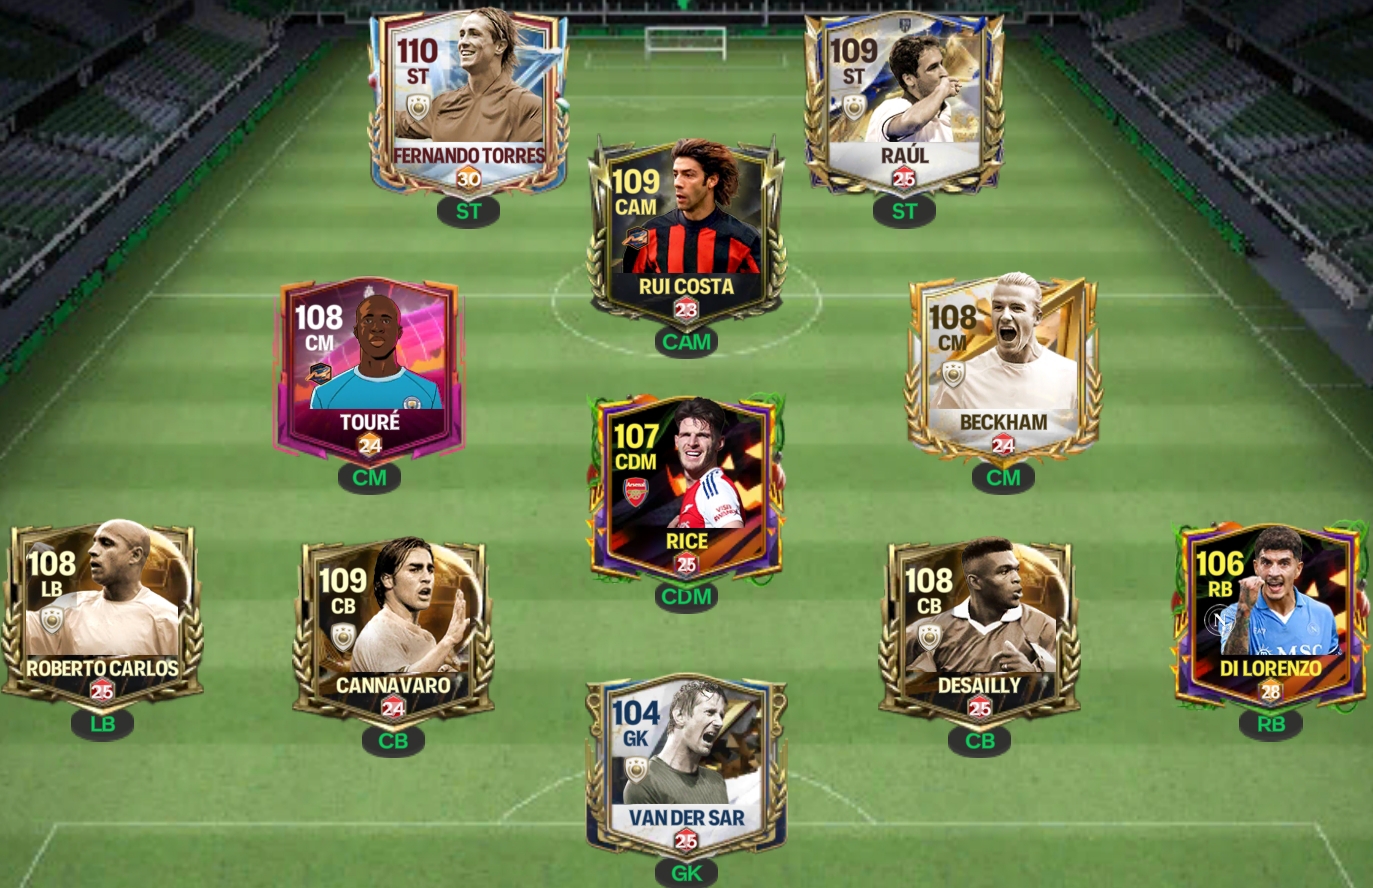 110
ST
FERNANDO TORRES
30
ST
109
ST
RAÚL
25
ST
109
CAM
RUI COSTA
23
CAM
108
CM
TOURÉ
24
CM
108
CM
BECKHAM
24
CM
107
CDM
Arsenal
RICE
25
CDM
108
LB
ROBERTO CARLOS
25
LB
109
CB
CANNAVARO
24
CB
108
CB
DESAILLY
25
CB
106
RB
N
MSC
DI LORENZO
28
RB
104
GK
VAN DER SAR
25
GK